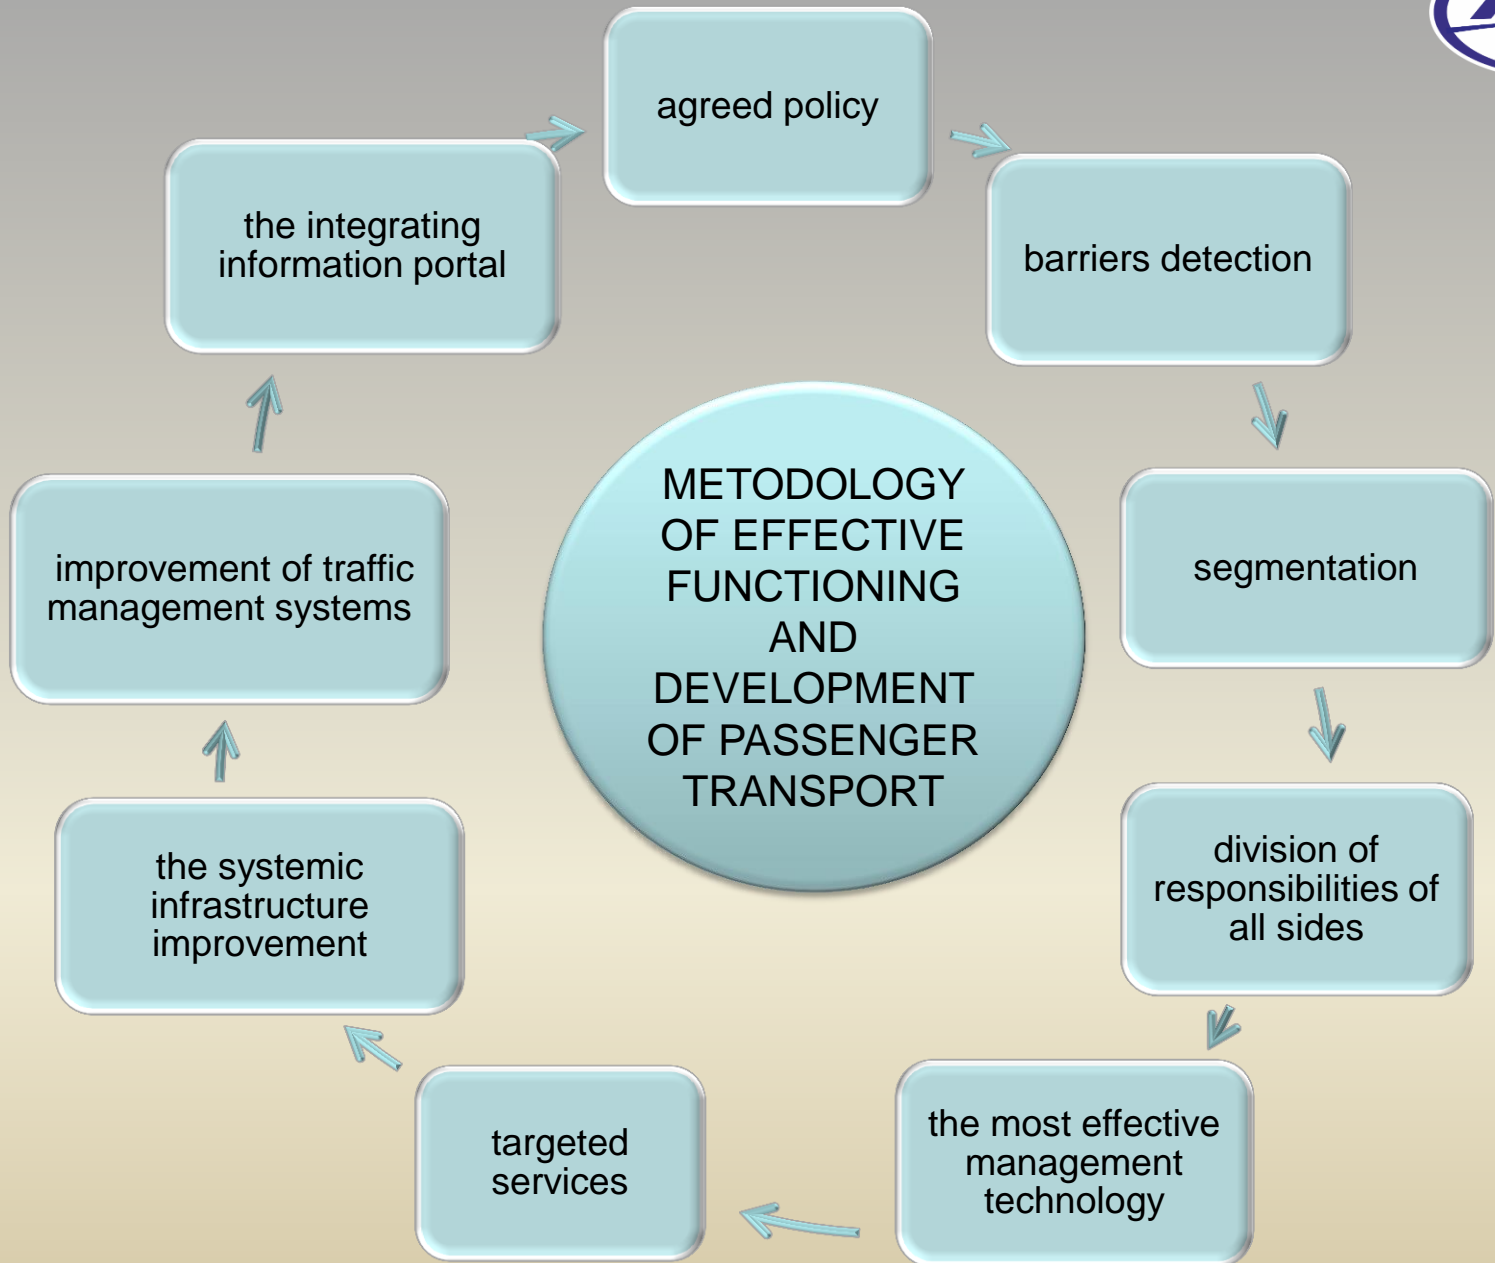 agreed policy
the integrating
information portal
barriers detection
METODOLOGY
OF EFFECTIVE
FUNCTIONING
AND
DEVELOPMENT
OF PASSENGER
TRANSPORT
improvement of traffic
management systems
segmentation
the systemic
infrastructure
improvement
division of
responsibilities of
all sides
targeted
services
the most effective
management
technology